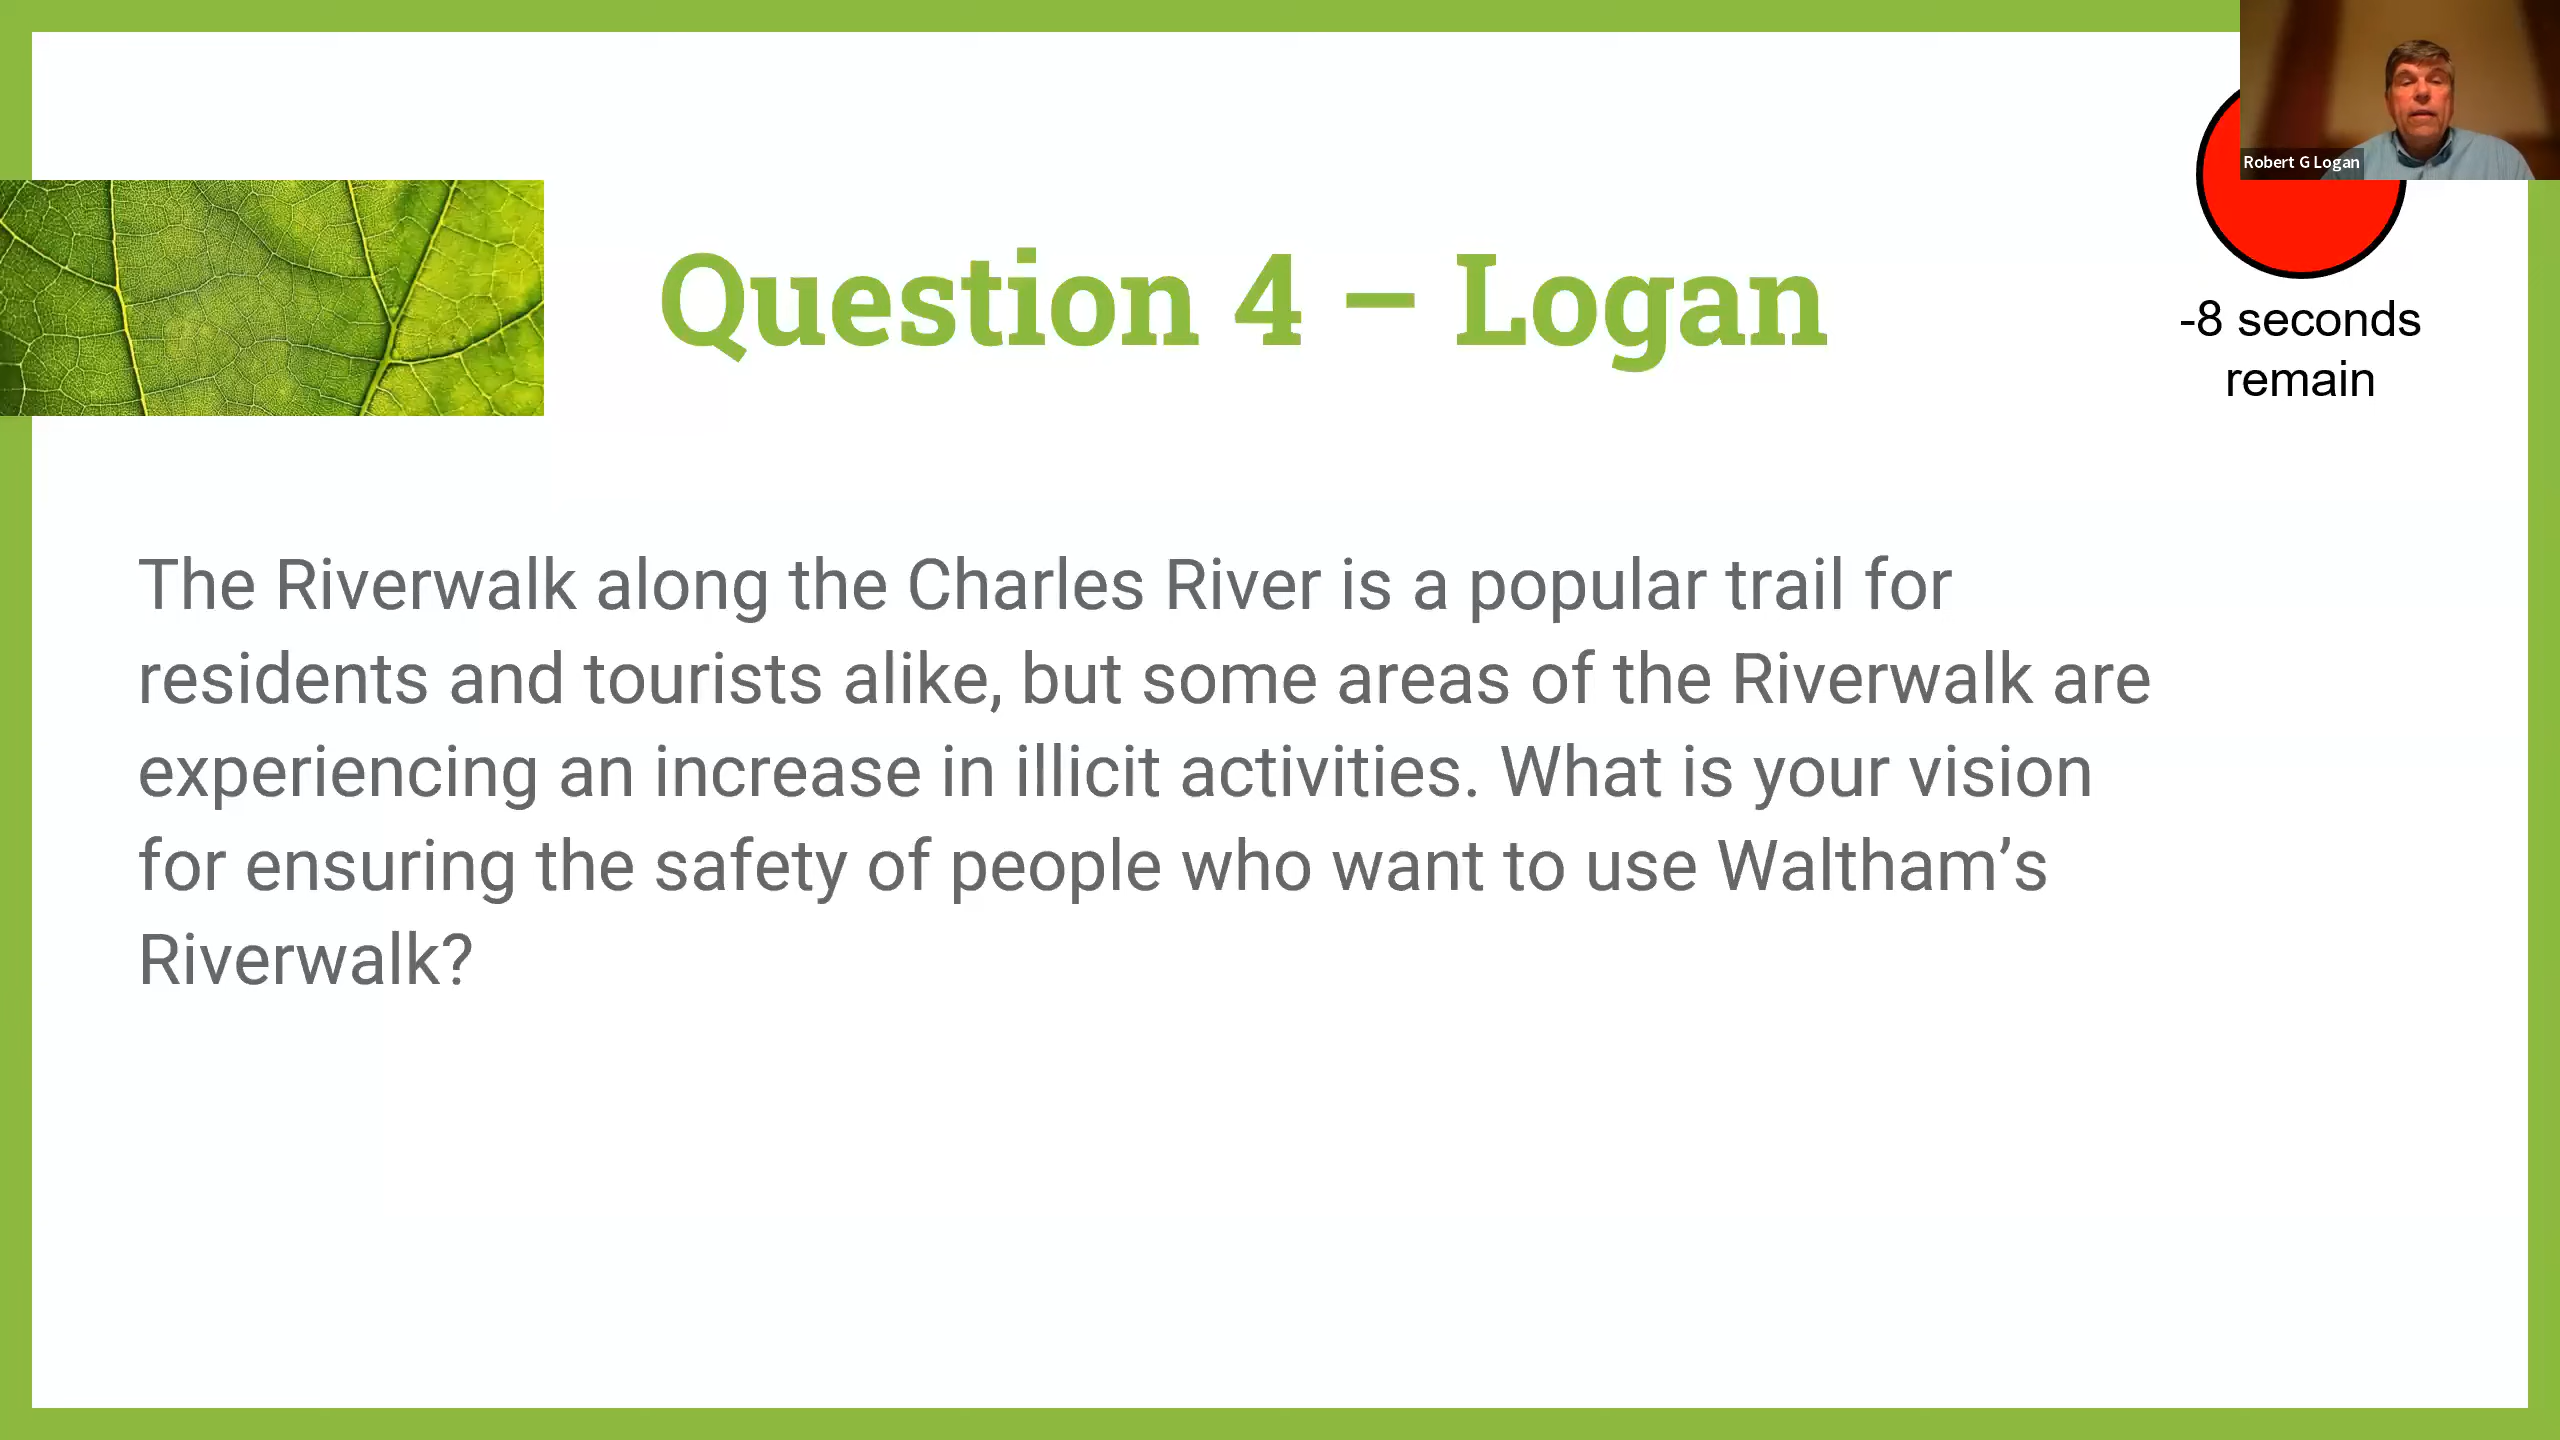 Robert G Logan
Question 4 – Logan
-8 seconds
remain
The Riverwalk along the Charles River is a popular trail for
residents and tourists alike, but some areas of the Riverwalk are
experiencing an increase in illicit activities. What is your vision
for ensuring the safety of people who want to use Waltham’s
Riverwalk?